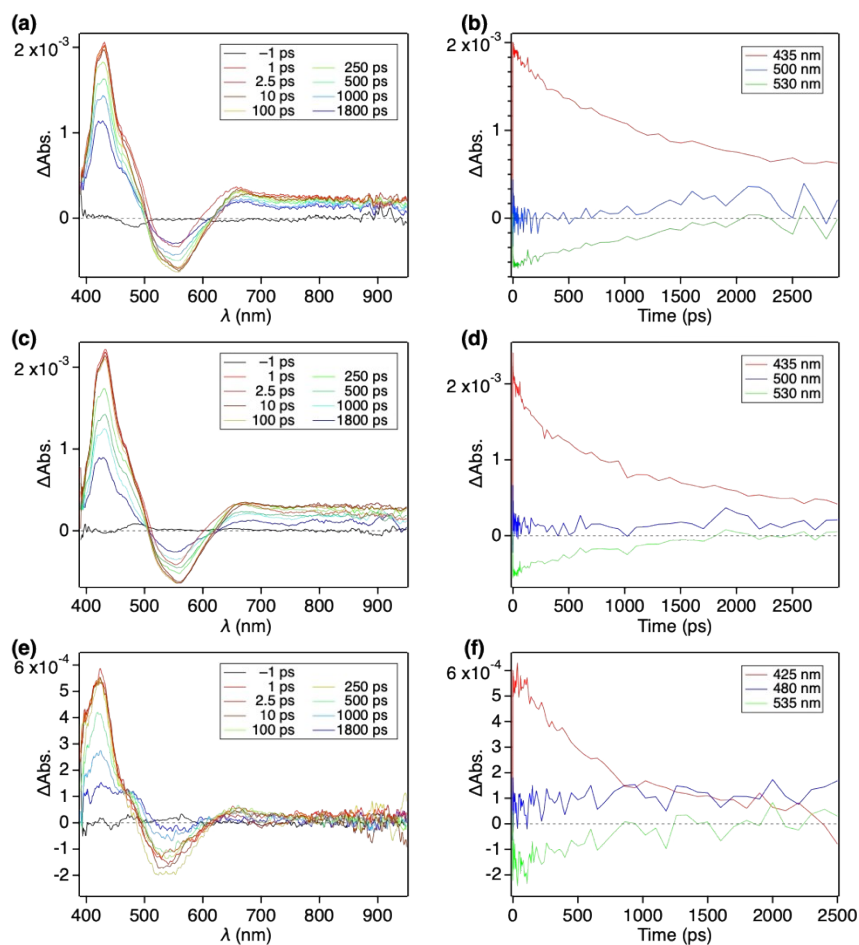 (a)
2 x10⁻³
1
0
ΔAbs.
−1 ps
1 ps
2.5 ps
10 ps
100 ps
250 ps
500 ps
1000 ps
1800 ps
400 500 600 700 800 900
λ (nm)
(b)
2 x10⁻³
1
0
ΔAbs.
435 nm
500 nm
530 nm
0 500 1000 1500 2000 2500
Time (ps)
(c)
2 x10⁻³
1
0
ΔAbs.
−1 ps
1 ps
2.5 ps
10 ps
100 ps
250 ps
500 ps
1000 ps
1800 ps
400 500 600 700 800 900
λ (nm)
(d)
2 x10⁻³
1
0
ΔAbs.
435 nm
500 nm
530 nm
0 500 1000 1500 2000 2500
Time (ps)
(e)
6 x10⁻⁴
5
4
3
2
1
0
-1
-2
ΔAbs.
−1 ps
1 ps
2.5 ps
10 ps
100 ps
250 ps
500 ps
1000 ps
1800 ps
400 500 600 700 800 900
λ (nm)
(f)
6 x10⁻⁴
5
4
3
2
1
0
-1
-2
ΔAbs.
425 nm
480 nm
535 nm
0 500 1000 1500 2000 2500
Time (ps)